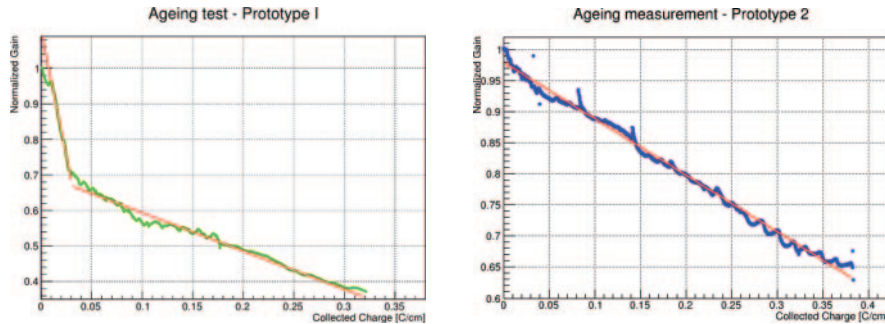 Ageing test - Prototype I
Normalized Gain
1
0.9
0.8
0.7
0.6
0.5
0.4
0 0.05 0.1 0.15 0.2 0.25 0.3 0.35
Collected Charge [C/cm]
Ageing measurement - Prototype 2
Normalized Gain
1
0.95
0.9
0.85
0.8
0.75
0.7
0.65
0.6
0 0.05 0.1 0.15 0.2 0.25 0.3 0.35 0.4
Collected Charge [C/cm]